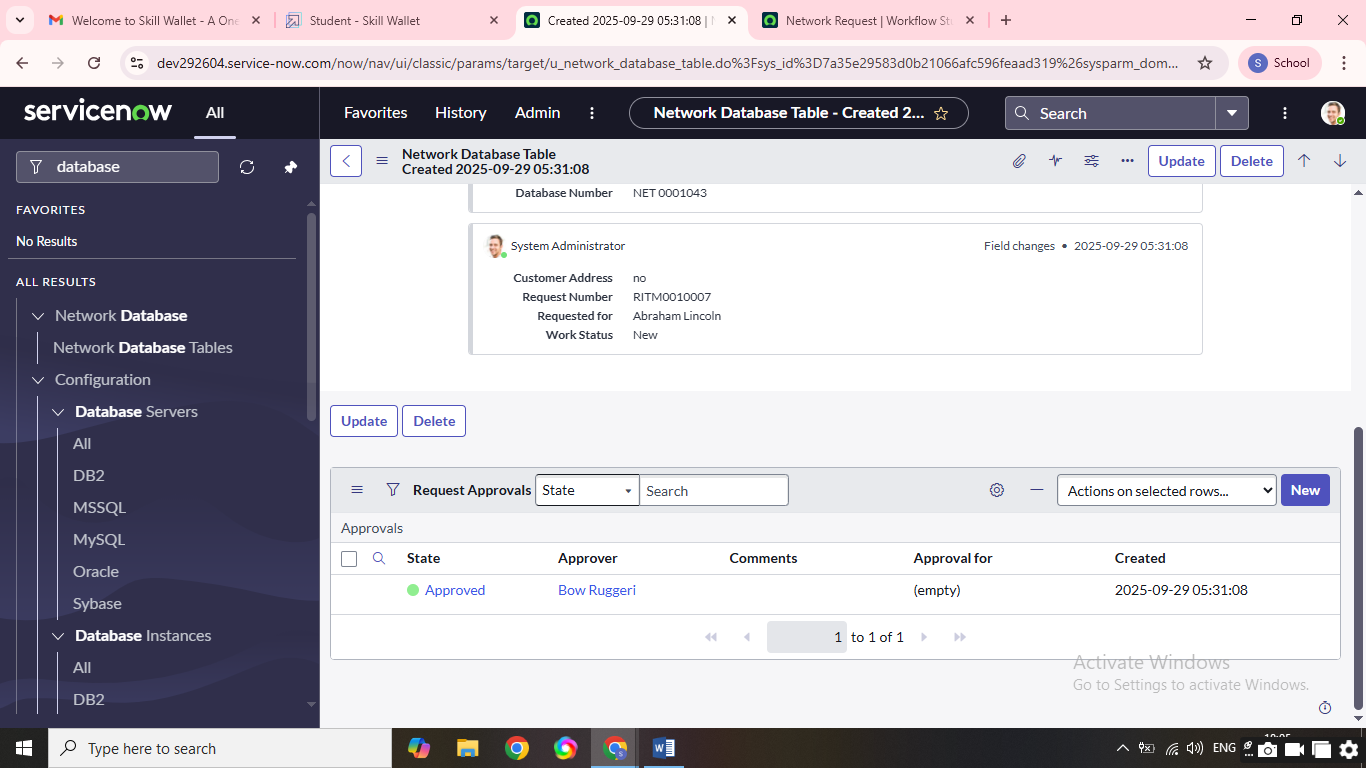 Welcome to Skill Wallet - A One
Student - Skill Wallet
Created 2025-09-29 05:31:08 |
Network Request | Workflow St
dev292604.service-now.com/now/nav/ui/classic/params/target/u_network_database_table.do%3Fsys_id%3D7a35e29583d0b21066afc596feaad319%26sysparm_dom...
S School
servicenow
All
Favorites
History
Admin
Network Database Table - Created 2...
Search
database
FAVORITES
No Results
ALL RESULTS
Network Database
Network Database Tables
Configuration
Database Servers
All
DB2
MSSQL
MySQL
Oracle
Sybase
Database Instances
All
DB2
Network Database Table
Created 2025-09-29 05:31:08
Update
Delete
Database Number NET0001043
System Administrator
Field changes • 2025-09-29 05:31:08
Customer Address no
Request Number RITM0010007
Requested for Abraham Lincoln
Work Status New
Update
Delete
Request Approvals
State
Search
Actions on selected rows...
New
Approvals
State Approver Comments Approval for Created
Approved Bow Ruggeri (empty) 2025-09-29 05:31:08
1 to 1 of 1
Activate Windows
Go to Settings to activate Windows.
Type here to search
ENG